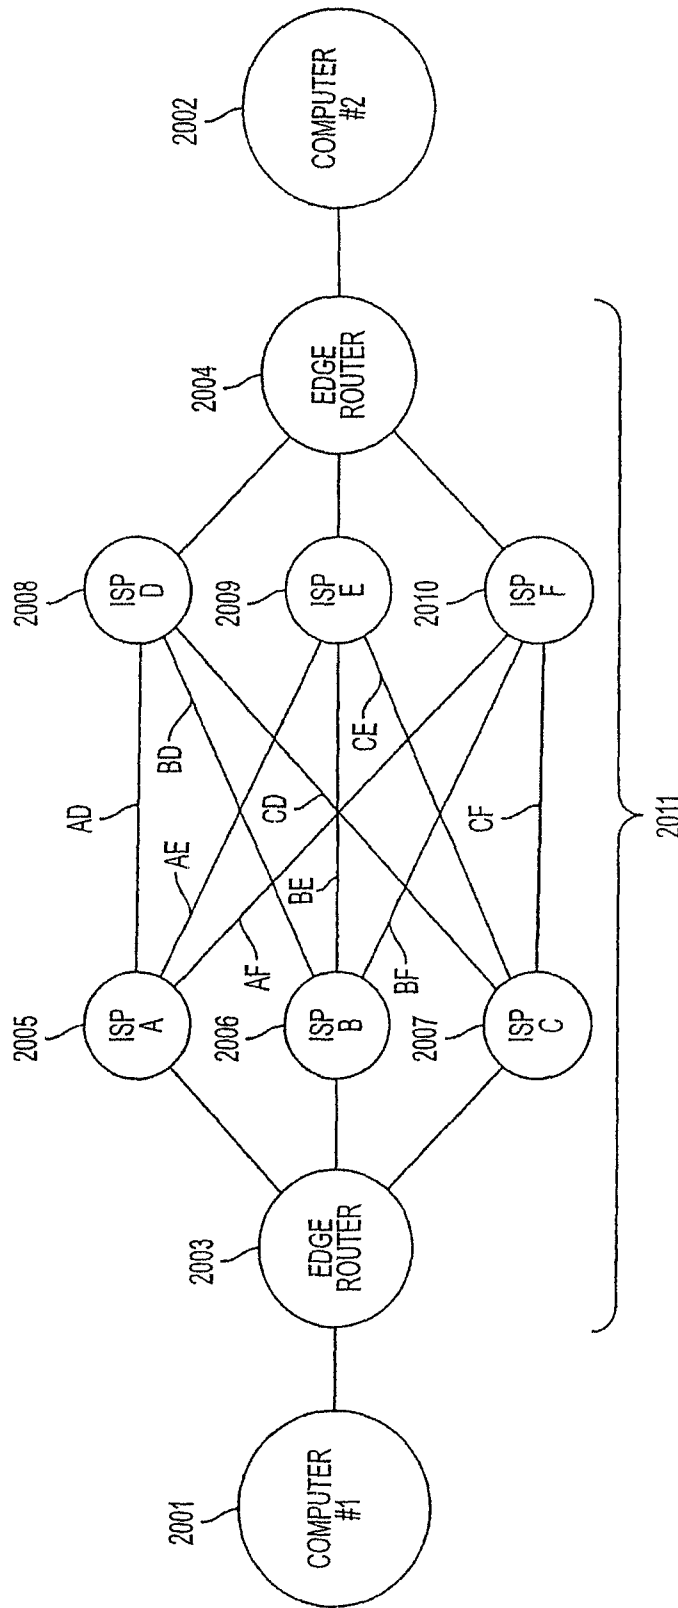 2001
COMPUTER
#1
2003
EDGE
ROUTER
2005
ISP
A
2006
ISP
B
2007
ISP
C
AD
AE
AF
BD
BE
BF
CD
CE
CF
2008
ISP
D
2009
ISP
E
2010
ISP
F
2004
EDGE
ROUTER
2002
COMPUTER
#2
2011